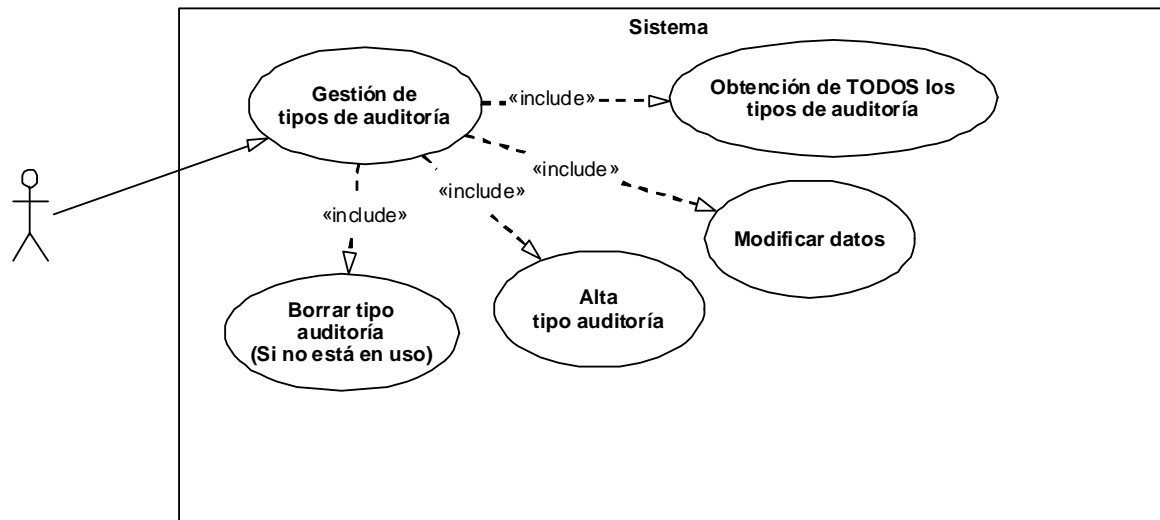 Sistema
Gestión de
tipos de auditoría
«include»
Obtención de TODOS los
tipos de auditoría
«include»
«include»
«include»
Modificar datos
Borrar tipo
auditoría
(Si no está en uso)
Alta
tipo auditoría